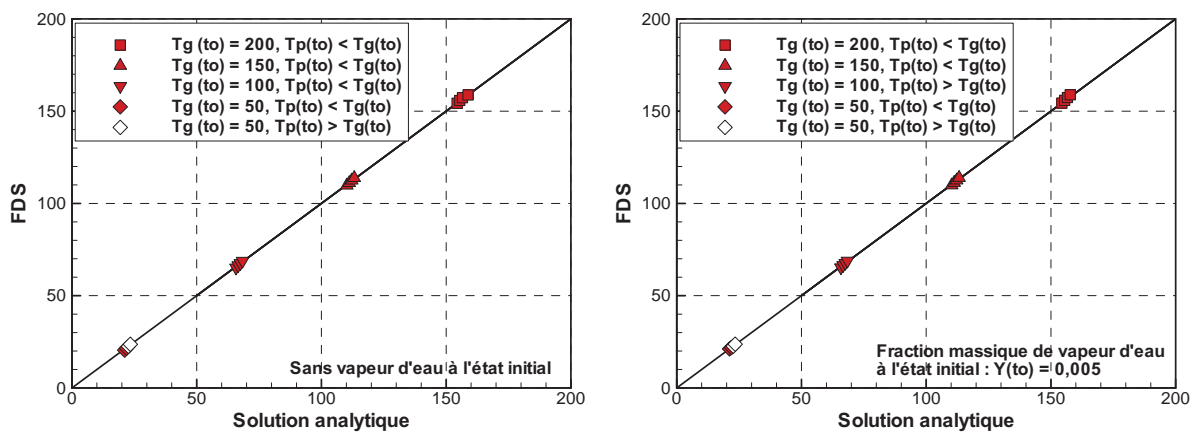 200
150
100
50
0
FDS
Tg (to) = 200, Tp(to) < Tg(to)
Tg (to) = 150, Tp(to) < Tg(to)
Tg (to) = 100, Tp(to) < Tg(to)
Tg (to) = 50, Tp(to) < Tg(to)
Tg (to) = 50, Tp(to) > Tg(to)
Sans vapeur d'eau à l'état initial
0 50 100 150 200
Solution analytique
200
150
100
50
0
FDS
Tg (to) = 200, Tp(to) < Tg(to)
Tg (to) = 150, Tp(to) < Tg(to)
Tg (to) = 100, Tp(to) > Tg(to)
Tg (to) = 50, Tp(to) < Tg(to)
Tg (to) = 50, Tp(to) > Tg(to)
Fraction massique de vapeur d'eau
à l'état initial : Y(to) = 0,005
0 50 100 150 200
Solution analytique